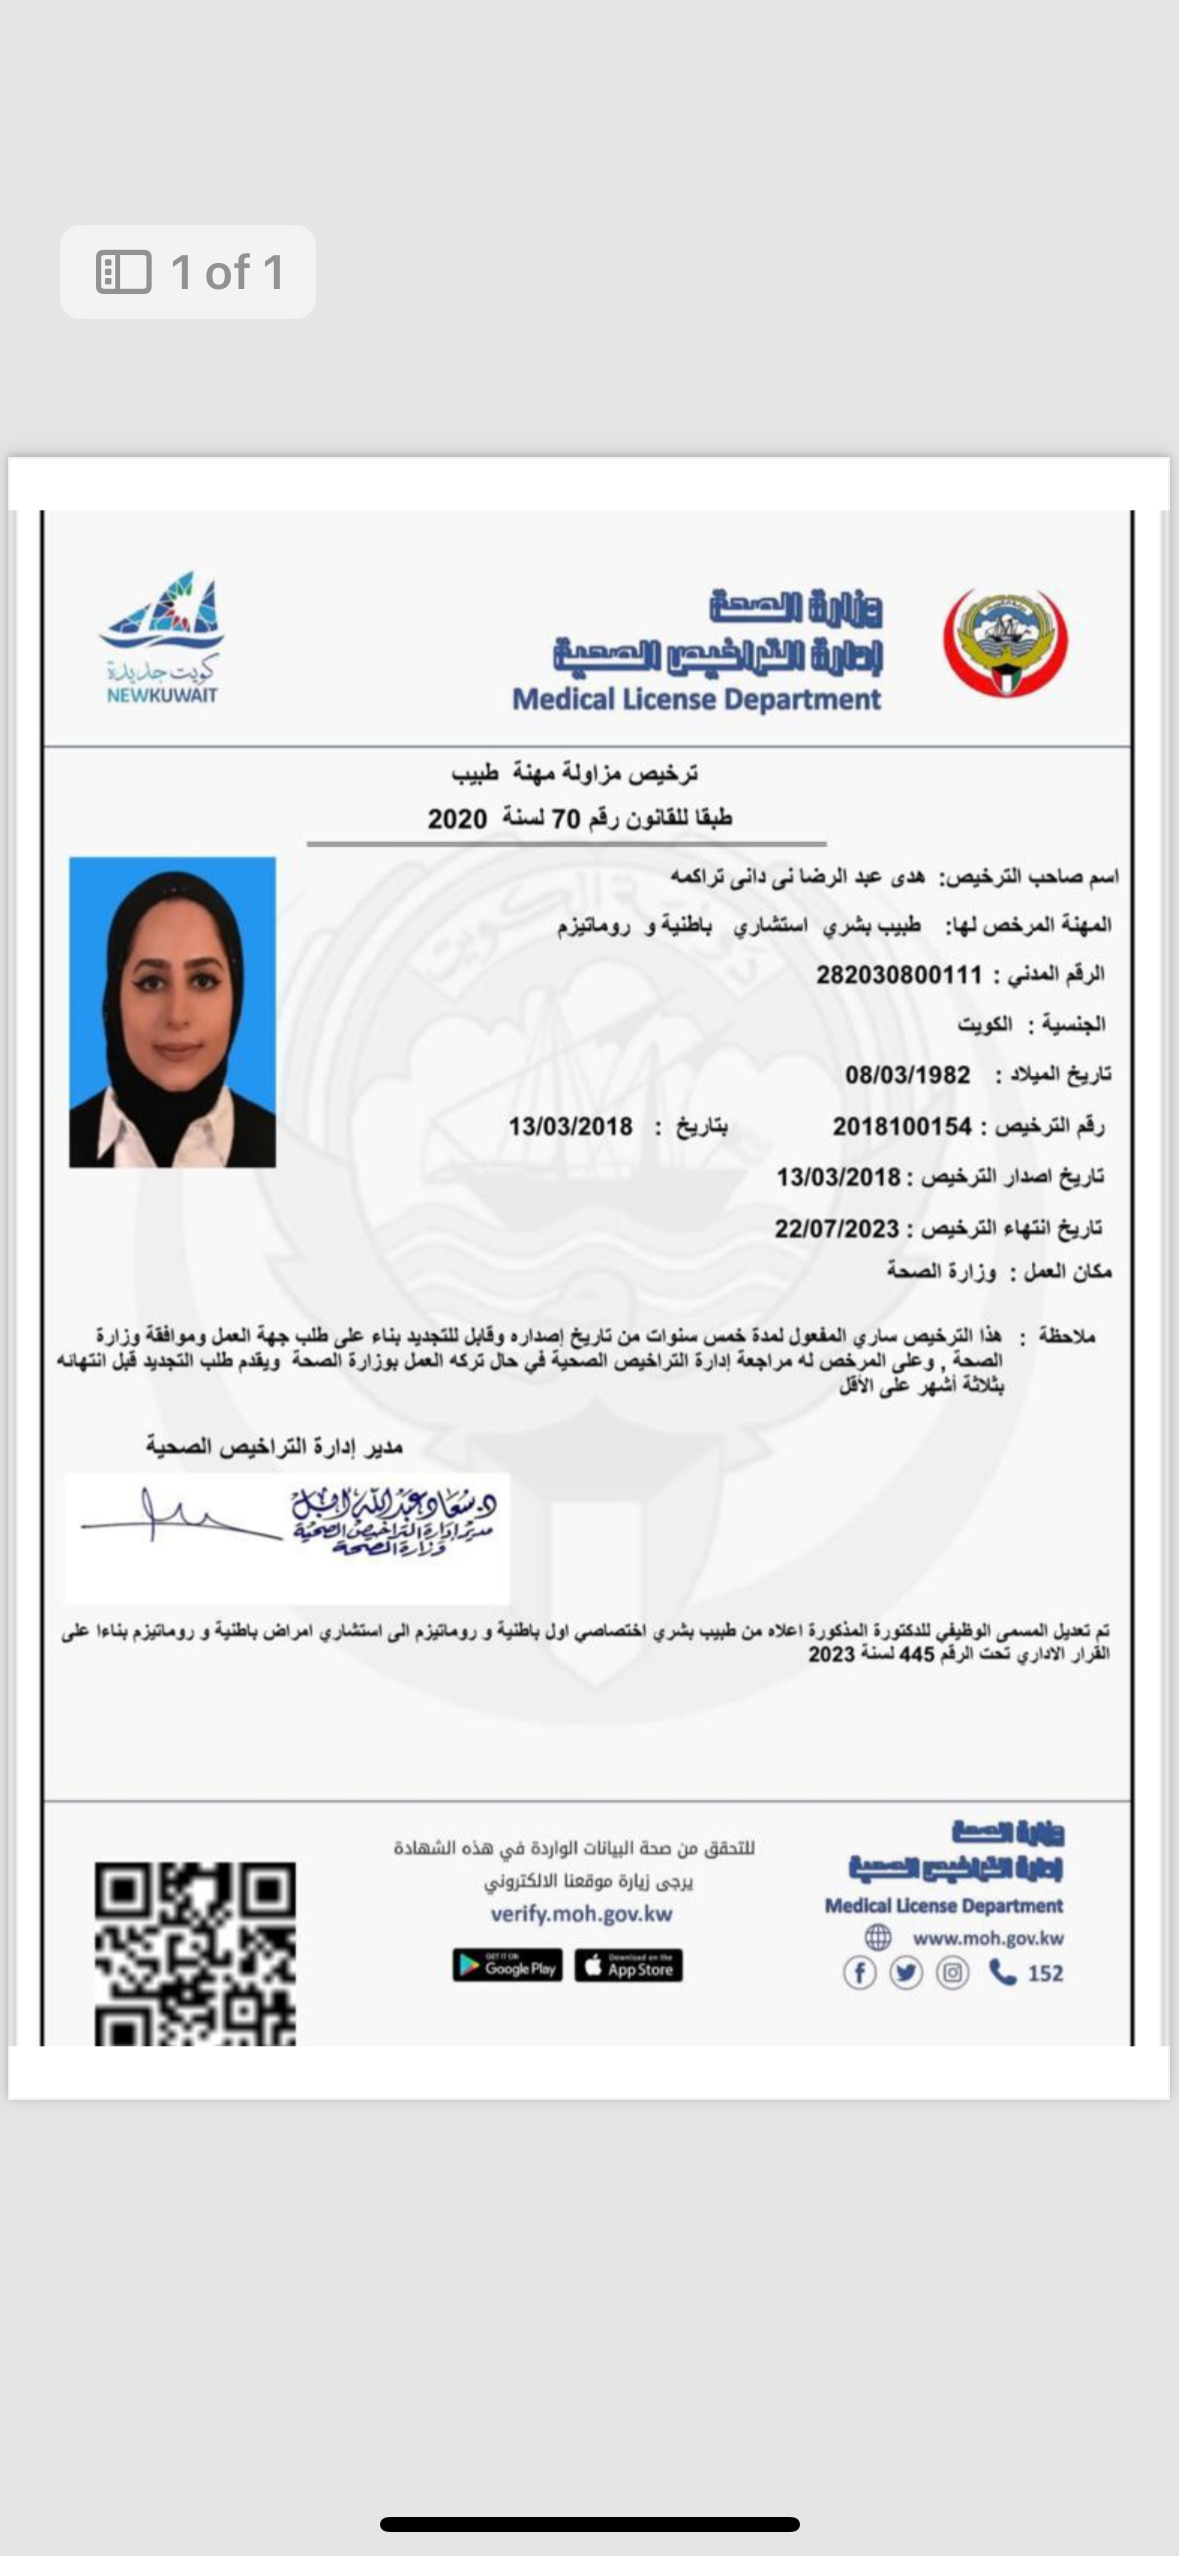 1 of 1
كويت جديدة
NEWKUWAIT
وزارة الصحة
إدارة التراخيص الصحية
Medical License Department
ترخيص مزاولة مهنة طبيب
طبقا للقانون رقم 70 لسنة 2020
اسم صاحب الترخيص: هدى عبد الرضا نى دانى تراكمه
المهنة المرخص لها: طبيب بشري استشاري باطنية و روماتيزم
الرقم المدني : 282030800111
الجنسية : الكويت
تاريخ الميلاد : 08/03/1982
رقم الترخيص : 2018100154 بتاريخ : 13/03/2018
تاريخ اصدار الترخيص : 13/03/2018
تاريخ انتهاء الترخيص : 22/07/2023
مكان العمل : وزارة الصحة
ملاحظة : هذا الترخيص ساري المفعول لمدة خمس سنوات من تاريخ إصداره وقابل للتجديد بناء على طلب جهة العمل وموافقة وزارة
الصحة , وعلى المرخص له مراجعة إدارة التراخيص الصحية في حال تركه العمل بوزارة الصحة ويقدم طلب التجديد قبل انتهائه
بثلاثة أشهر على الأقل
مدير إدارة التراخيص الصحية
د. سعاد عبدالله
مدير إدارة التراخيص الصحية
وزارة الصحة
تم تعديل المسمى الوظيفي للدكتورة المذكورة اعلاه من طبيب بشري اختصاصي اول باطنية و روماتيزم الى استشاري امراض باطنية و روماتيزم بناءا على
القرار الاداري تحت الرقم 445 لسنة 2023
للتحقق من صحة البيانات الواردة في هذه الشهادة
يرجى زيارة موقعنا الالكتروني
verify.moh.gov.kw
GET IT ON
Google Play
Download on the
App Store
وزارة الصحة
إدارة التراخيص الصحية
Medical License Department
www.moh.gov.kw
152